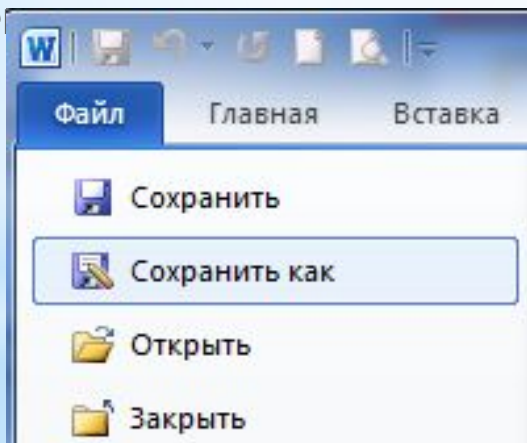 W
Файл Главная Вставка
Сохранить
Сохранить как
Открыть
Закрыть